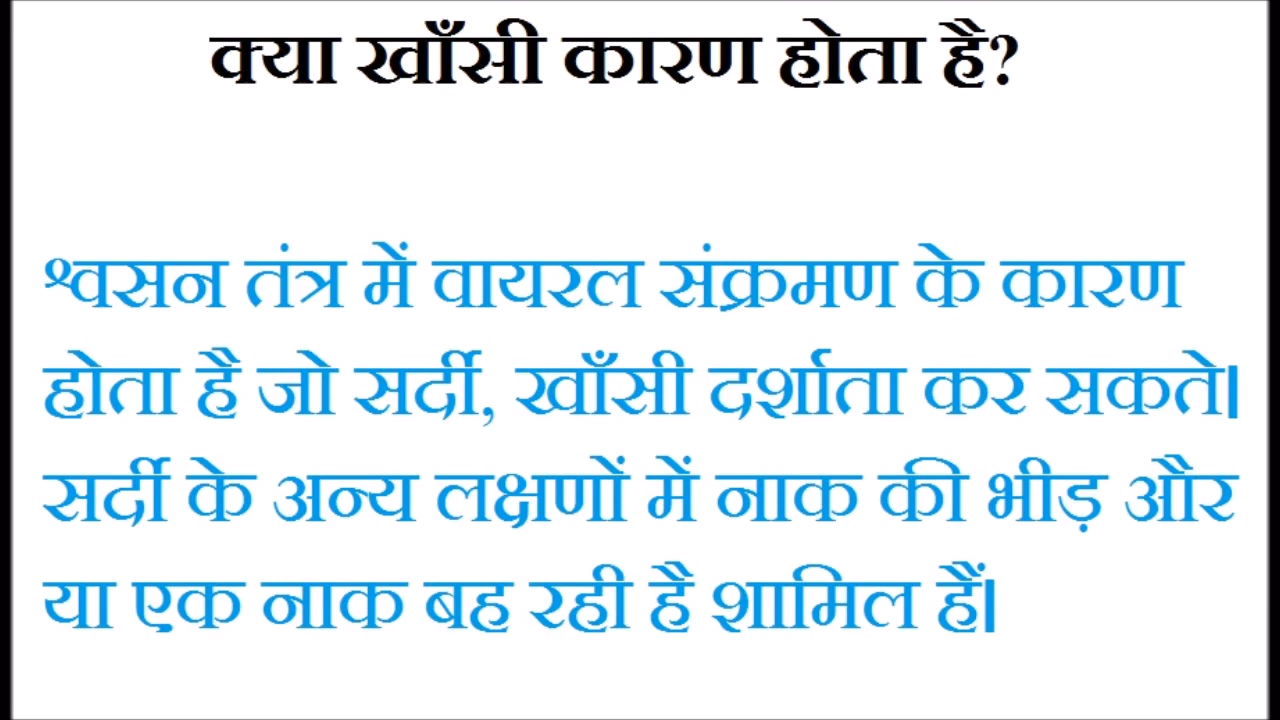 क्या खाँसी कारण होता है?
श्वसन तंत्र में वायरल संक्रमण के कारण
होता है जो सर्दी, खाँसी दर्शाता कर सकते।
सर्दी के अन्य लक्षणों में नाक की भीड़ और
या एक नाक बह रही है शामिल हैं।